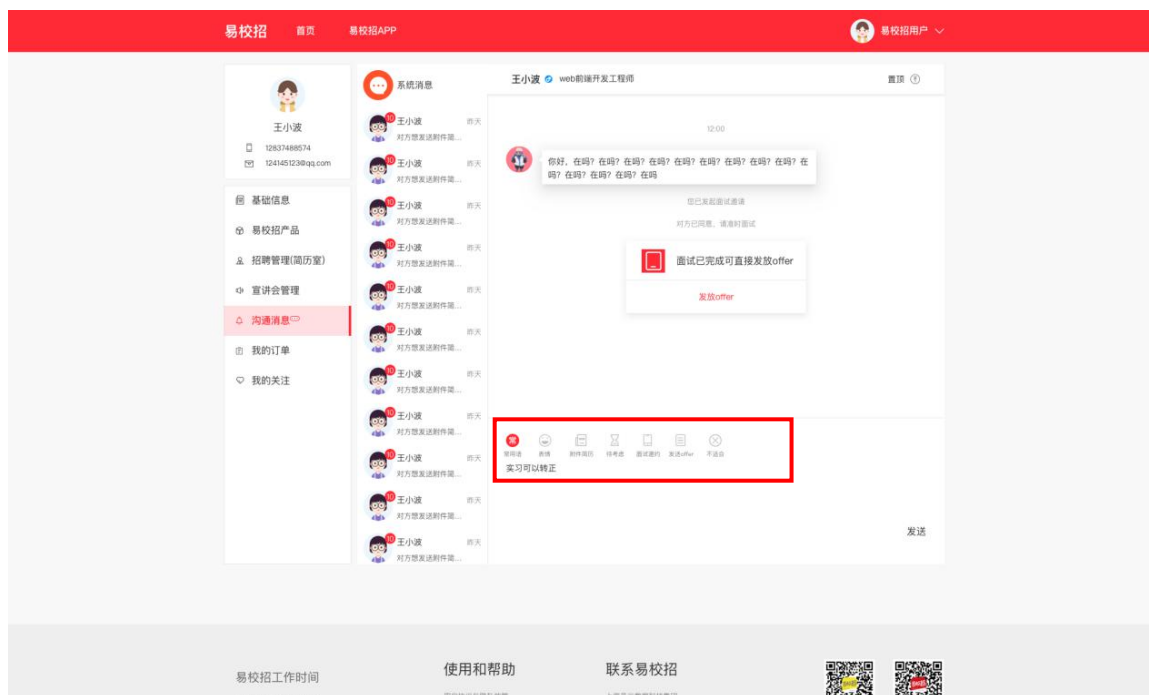 易校招
首页
易校招APP
易校招用户
王小波
12837488574
124145123@qq.com
基础信息
易校招产品
招聘管理(简历室)
宣讲会管理
沟通消息
我的订单
我的关注
系统消息
10
王小波
昨天
对方想发送附件简...
10
王小波
昨天
对方想发送附件简...
10
王小波
昨天
对方想发送附件简...
10
王小波
昨天
对方想发送附件简...
10
王小波
昨天
对方想发送附件简...
10
王小波
昨天
对方想发送附件简...
10
王小波
昨天
对方想发送附件简...
10
王小波
昨天
对方想发送附件简...
10
王小波
昨天
对方想发送附件简...
10
王小波
昨天
对方想发送附件简...
10
王小波
昨天
对方想发送附件简...
王小波 web前端开发工程师
置顶
12:00
你好，在吗？在吗？在吗？在吗？在吗？在吗？在吗？在吗？在吗？在
吗？在吗？在吗？在吗？在吗
您已发起面试邀请
对方已同意，请准时面试
面试已完成可直接发放offer
发放offer
常
常用语 表情 附件简历 待考虑 面试邀约 发送offer 不适合
实习可以转正
发送
易校招工作时间
使用和帮助
联系易校招